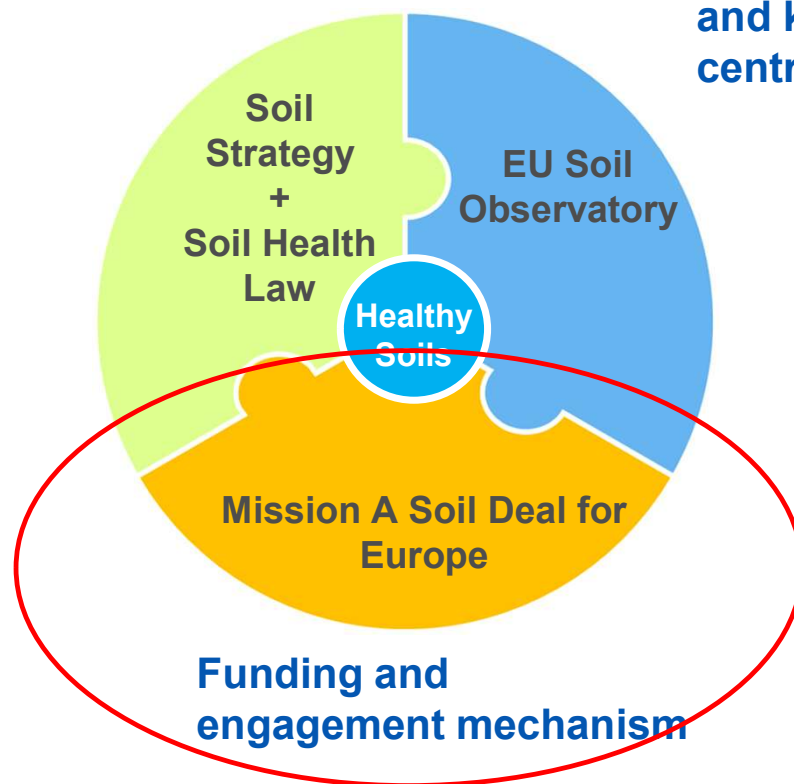 and
centr
Soil
Strategy
+
Soil Health
Law
EU Soil
Observatory
Healthy
Soils
Mission A Soil Deal for
Europe
Funding and
engagement mechanism